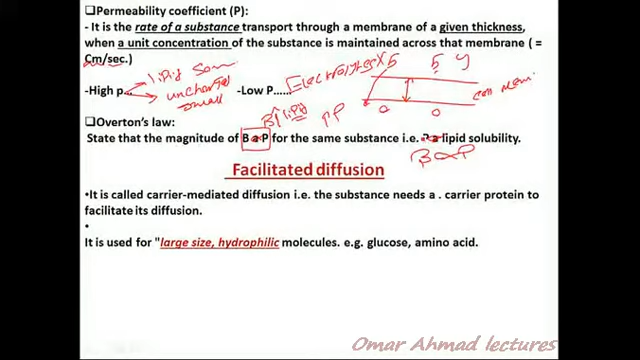 ❑Permeability coefficient (P):
- It is the rate of a substance transport through a membrane of a given thickness,
when a unit concentration of the substance is maintained across that membrane ( =
Cm/sec.)
lipid
-High p... uncharged -Low P...... Electrolytes
small
❑Overton's law:
State that the magnitude of B α P for the same substance i.e. P α lipid solubility.
B α P
Facilitated diffusion
•It is called carrier-mediated diffusion i.e. the substance needs a . carrier protein to
facilitate its diffusion.
•
It is used for "large size, hydrophilic molecules. e.g. glucose, amino acid.
Omar Ahmad lectures